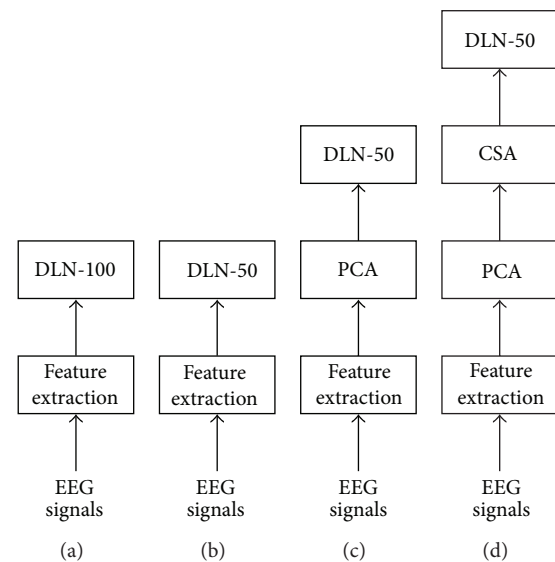 DLN-50
DLN-50
CSA
DLN-100
DLN-50
PCA
PCA
Feature
extraction
Feature
extraction
Feature
extraction
Feature
extraction
EEG
signals
EEG
signals
EEG
signals
EEG
signals
(a)
(b)
(c)
(d)